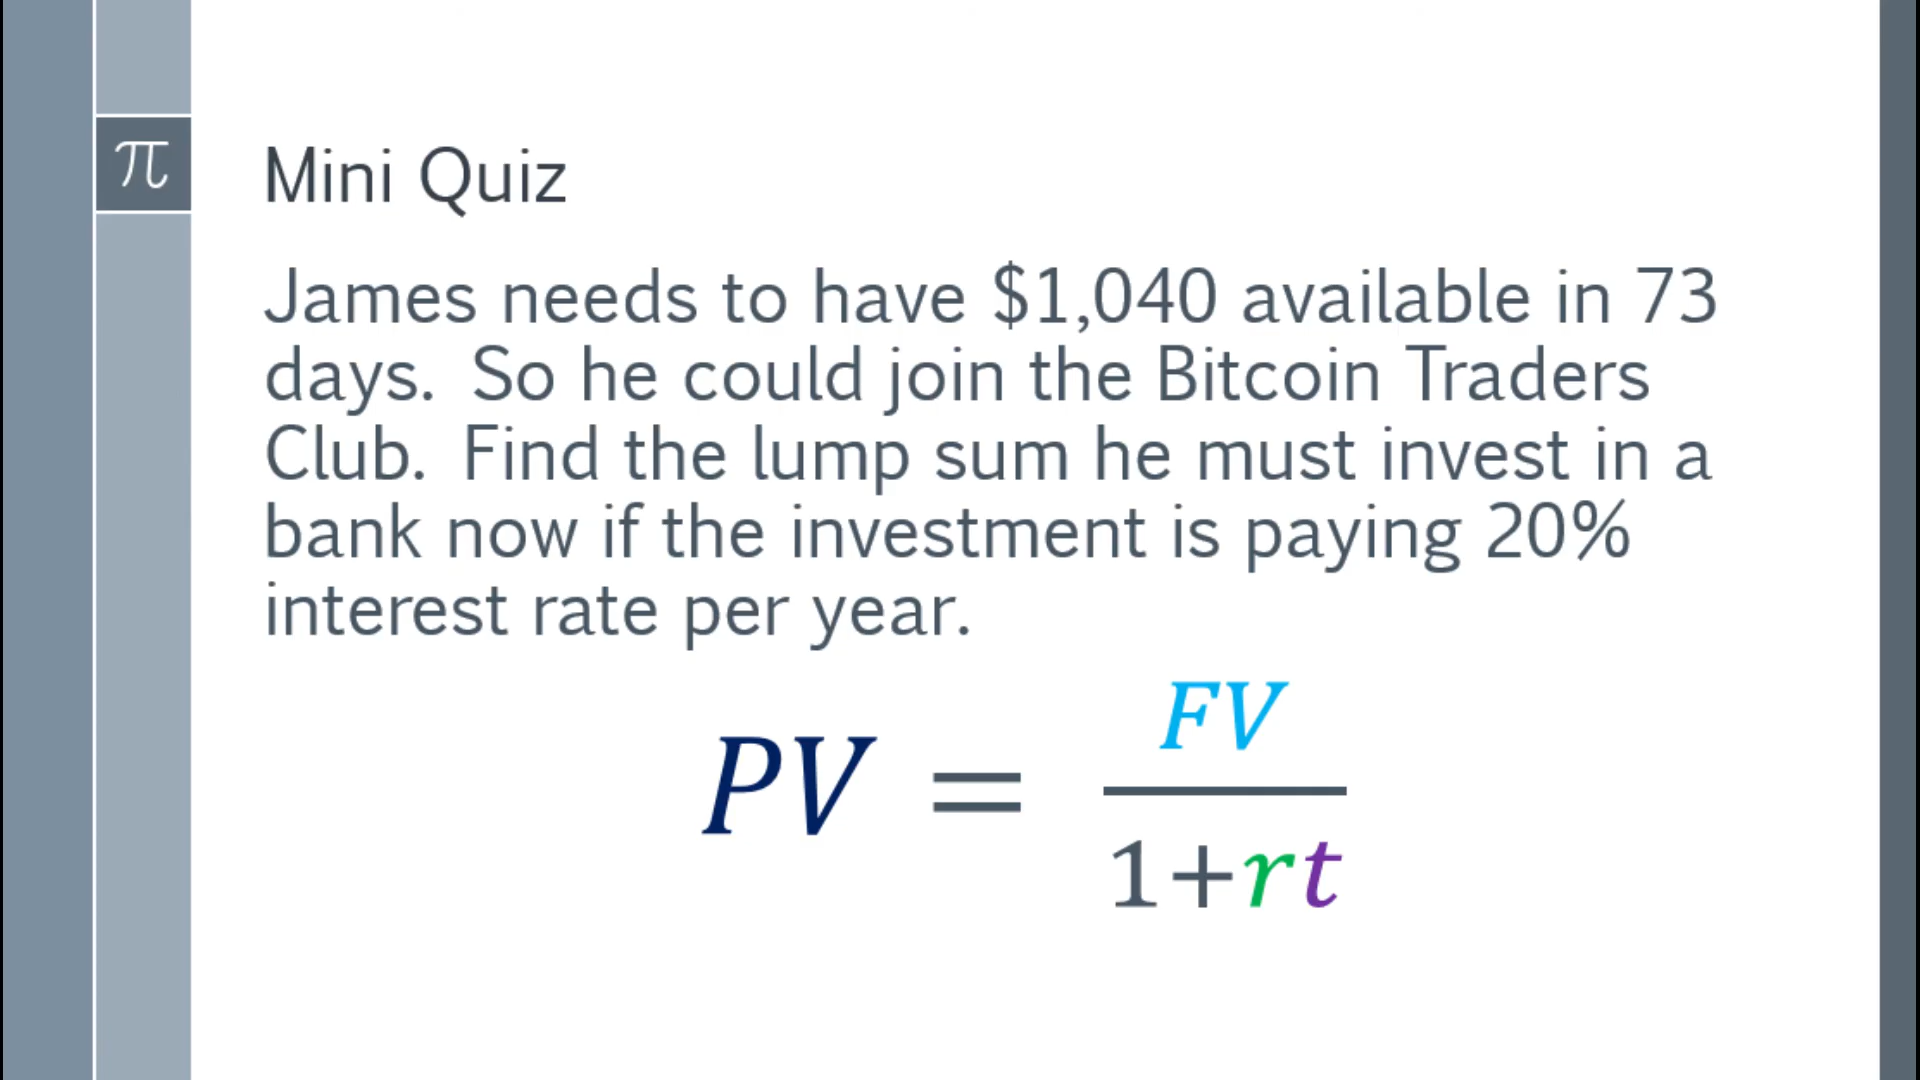 π
Mini Quiz
James needs to have $1,040 available in 73
days. So he could join the Bitcoin Traders
Club. Find the lump sum he must invest in a
bank now if the investment is paying 20%
interest rate per year.
PV = FV / 1+rt